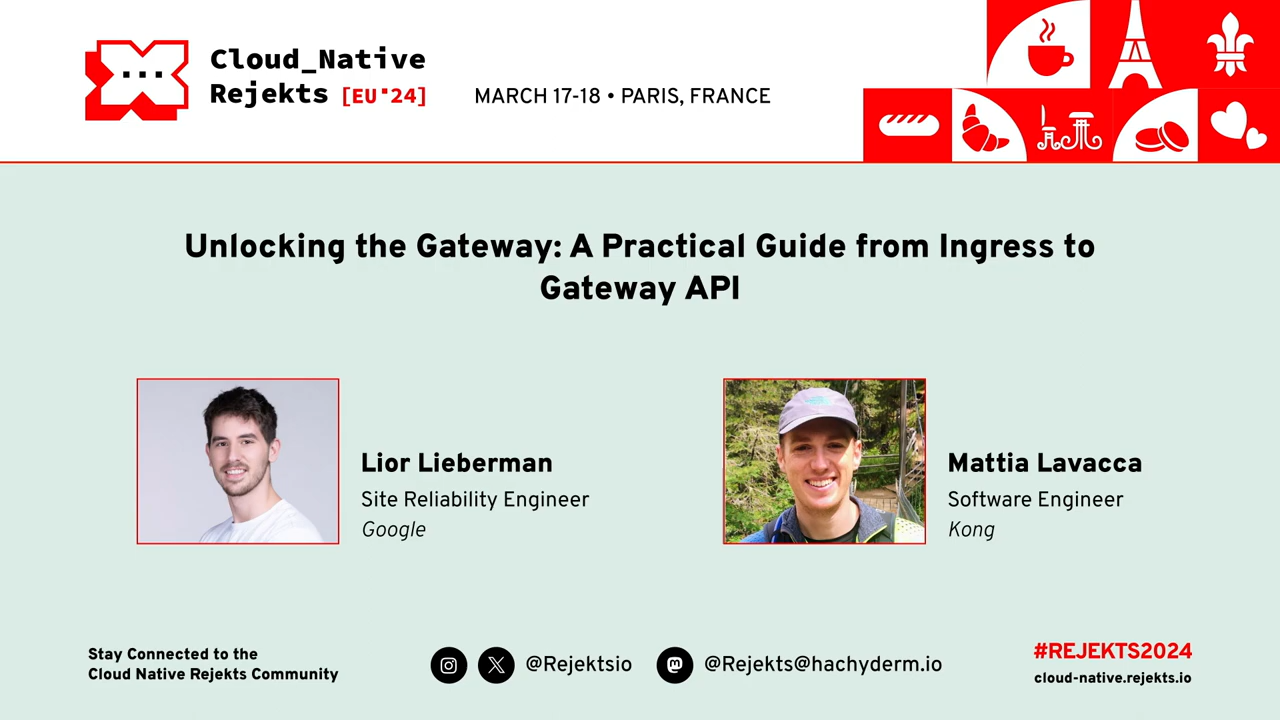 Cloud_Native
Rejekts [EU'24]
MARCH 17-18 • PARIS, FRANCE
Unlocking the Gateway: A Practical Guide from Ingress to
Gateway API
Lior Lieberman
Site Reliability Engineer
Google
Mattia Lavacca
Software Engineer
Kong
Stay Connected to the
Cloud Native Rejekts Community
@Rejektsio
@Rejekts@hachyderm.io
#REJEKTS2024
cloud-native.rejekts.io